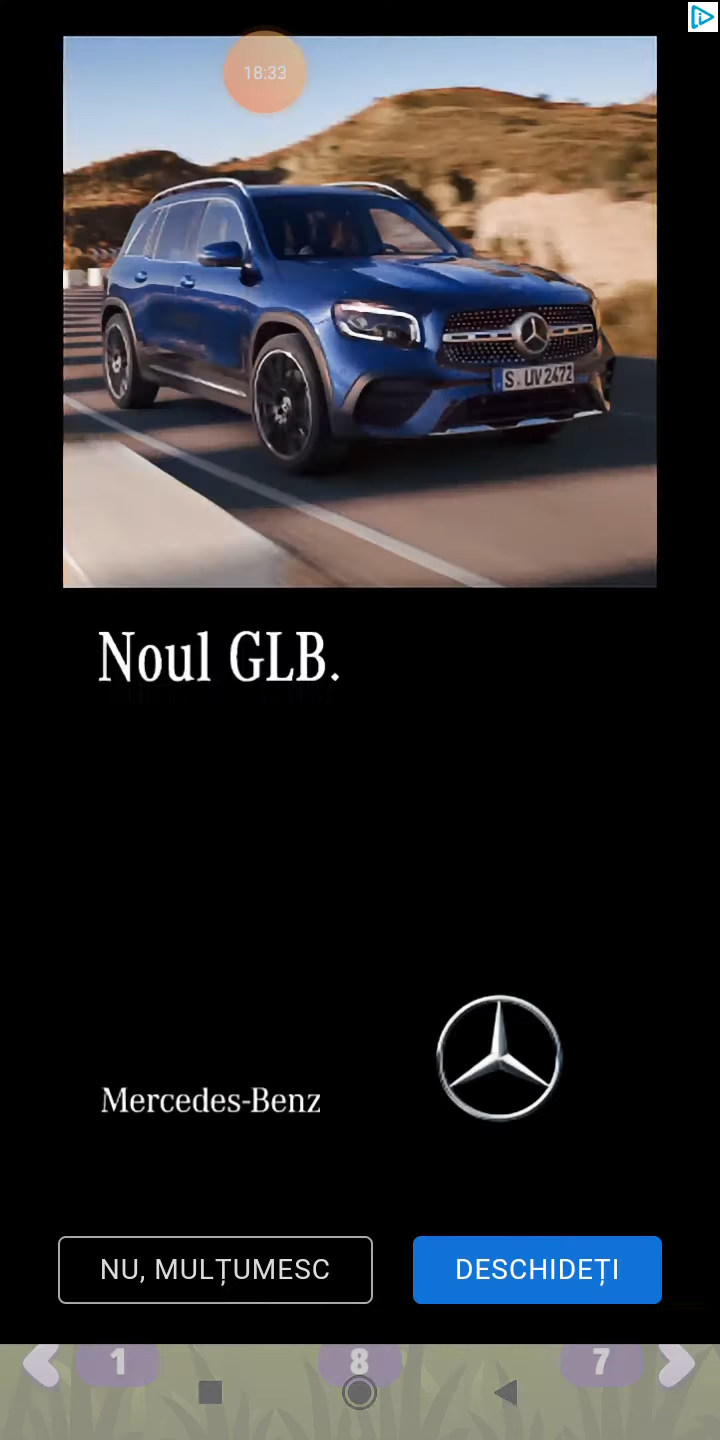 18:33
S UV 2472
Noul GLB.
Mercedes-Benz
NU, MULȚUMESC
DESCHIDEȚI
1
8
7